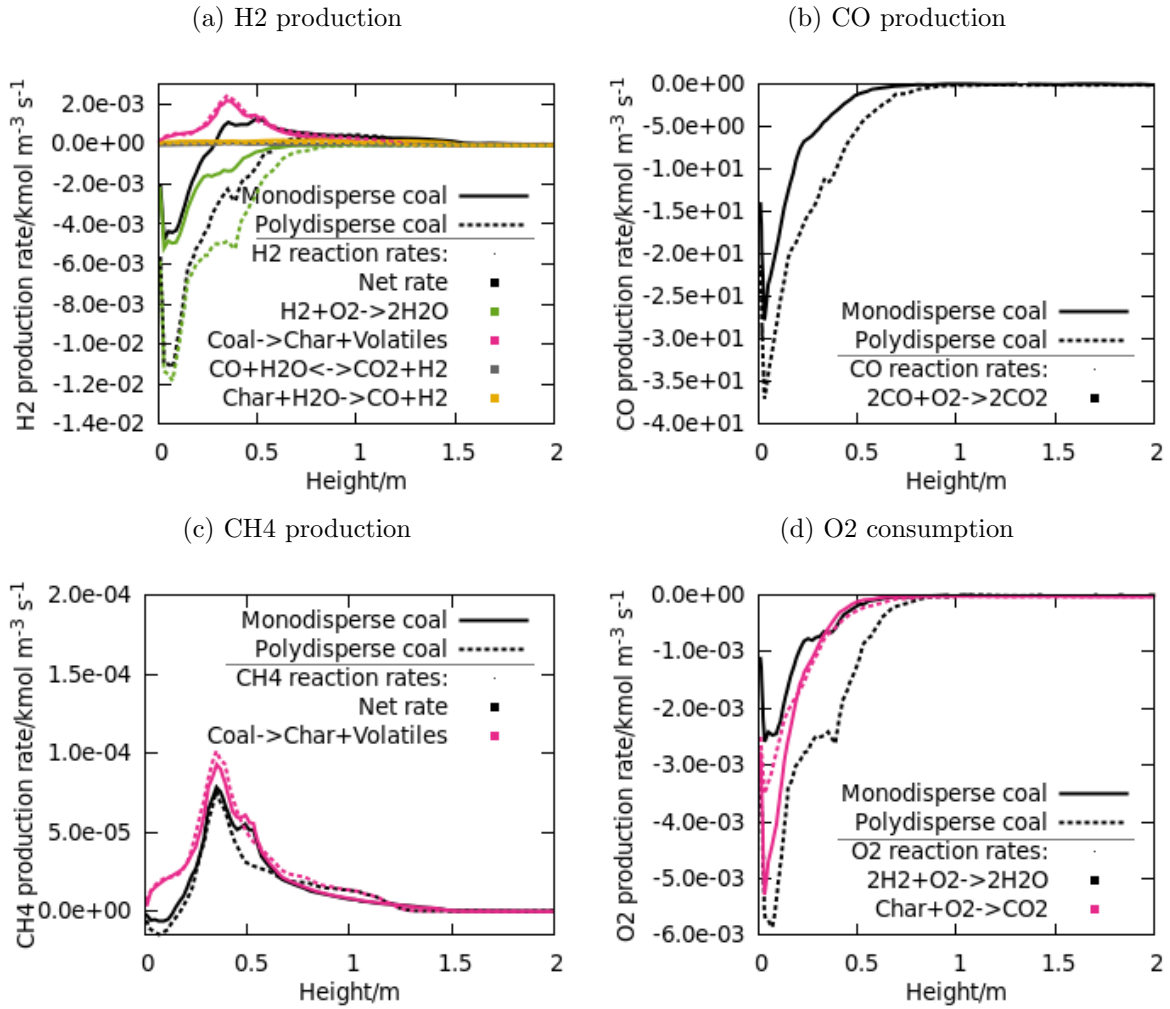 (a) H2 production
H2 production rate/kmol m⁻³ s⁻¹
2.0e-03
0.0e+00
-2.0e-03
-4.0e-03
-6.0e-03
-8.0e-03
-1.0e-02
-1.2e-02
-1.4e-02
Monodisperse coal
Polydisperse coal
H2 reaction rates:
Net rate
H2+O2->2H2O
Coal->Char+Volatiles
CO+H2O<->CO2+H2
Char+H2O->CO+H2
0 0.5 1 1.5 2
Height/m
(b) CO production
CO production rate/kmol m⁻³ s⁻¹
0.0e+00
-5.0e+00
-1.0e+01
-1.5e+01
-2.0e+01
-2.5e+01
-3.0e+01
-3.5e+01
-4.0e+01
Monodisperse coal
Polydisperse coal
CO reaction rates:
2CO+O2->2CO2
0 0.5 1 1.5 2
Height/m
(c) CH4 production
CH4 production rate/kmol m⁻³ s⁻¹
2.0e-04
1.5e-04
1.0e-04
5.0e-05
0.0e+00
Monodisperse coal
Polydisperse coal
CH4 reaction rates:
Net rate
Coal->Char+Volatiles
0 0.5 1 1.5 2
Height/m
(d) O2 consumption
O2 production rate/kmol m⁻³ s⁻¹
0.0e+00
-1.0e-03
-2.0e-03
-3.0e-03
-4.0e-03
-5.0e-03
-6.0e-03
Monodisperse coal
Polydisperse coal
O2 reaction rates:
2H2+O2->2H2O
Char+O2->CO2
0 0.5 1 1.5 2
Height/m